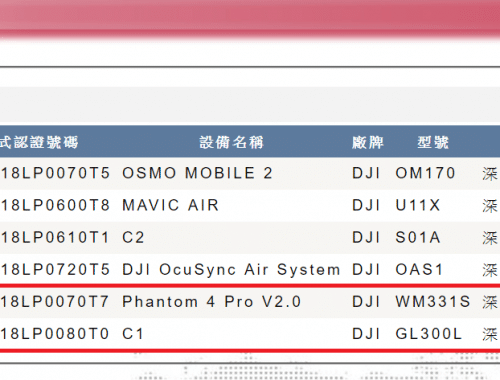 式認證號碼 設備名稱 廠牌 型號
18LP0070T5 OSMO MOBILE 2 DJI OM170 深
18LP0600T8 MAVIC AIR DJI U11X 深
18LP0610T1 C2 DJI S01A 深
18LP0720T5 DJI OcuSync Air System DJI OAS1 深
18LP0070T7 Phantom 4 Pro V2.0 DJI WM331S 深
18LP0080T0 C1 DJI GL300L 深